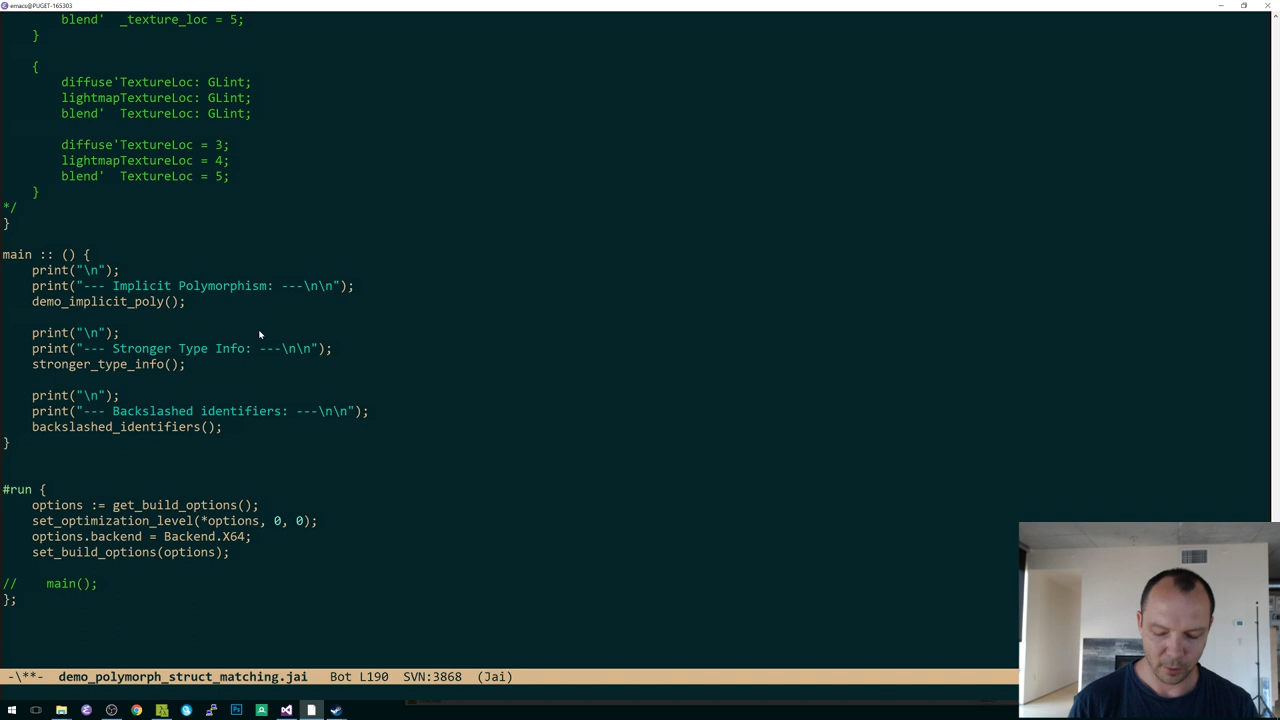 emacs@PUGET-165303
blend'  _texture_loc = 5;
}
{
diffuse'TextureLoc: GLint;
lightmapTextureLoc: GLint;
blend'  TextureLoc: GLint;
diffuse'TextureLoc = 3;
lightmapTextureLoc = 4;
blend'  TextureLoc = 5;
}
*/
}
main :: () {
print("\n");
print("--- Implicit Polymorphism: ---\n\n");
demo_implicit_poly();
print("\n");
print("--- Stronger Type Info: ---\n\n");
stronger_type_info();
print("\n");
print("--- Backslashed identifiers: ---\n\n");
backslashed_identifiers();
}
#run {
options := get_build_options();
set_optimization_level(*options, 0, 0);
options.backend = Backend.X64;
set_build_options(options);
//    main();
};
-\**-  demo_polymorph_struct_matching.jai   Bot L190  SVN:3868  (Jai)